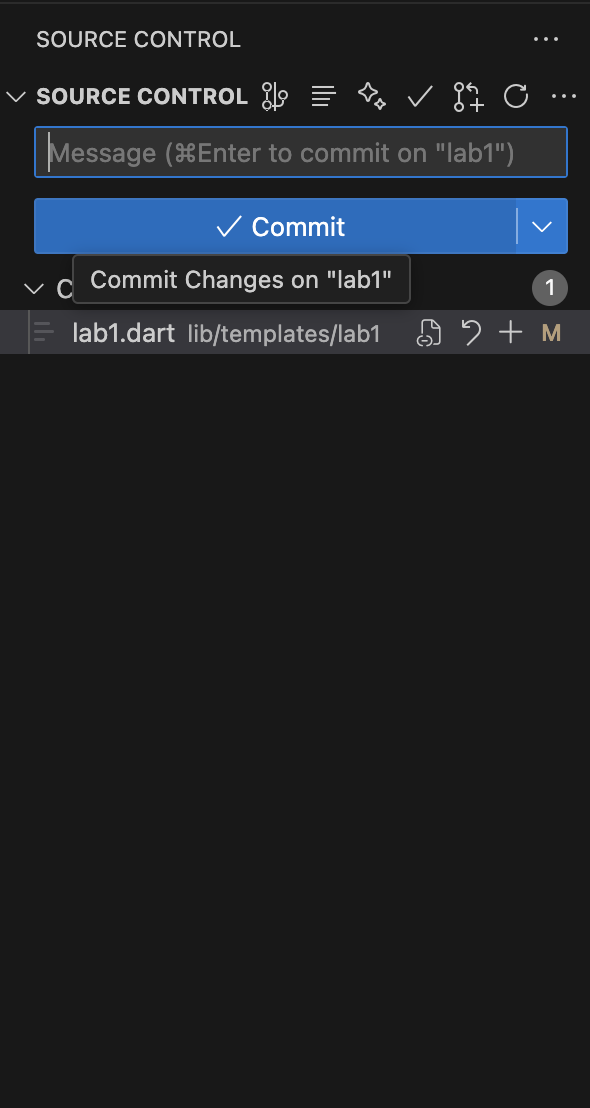 SOURCE CONTROL
SOURCE CONTROL
Message (⌘Enter to commit on "lab1")
Commit
Commit Changes on "lab1"
1
lab1.dart lib/templates/lab1 M